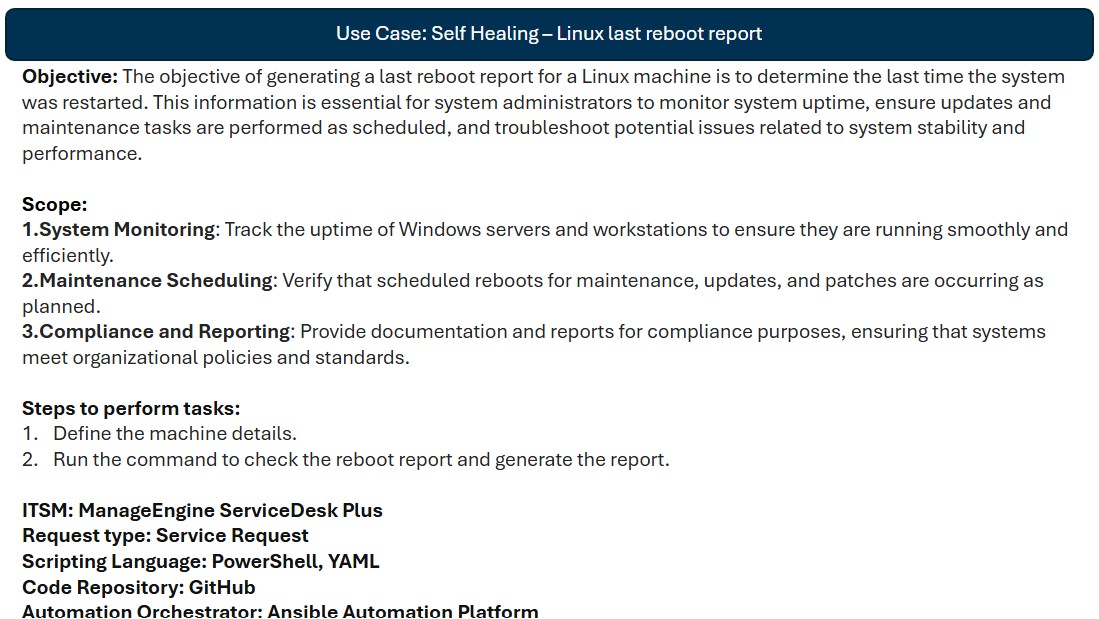 Use Case: Self Healing – Linux last reboot report
Objective: The objective of generating a last reboot report for a Linux machine is to determine the last time the system
was restarted. This information is essential for system administrators to monitor system uptime, ensure updates and
maintenance tasks are performed as scheduled, and troubleshoot potential issues related to system stability and
performance.
Scope:
1.System Monitoring: Track the uptime of Windows servers and workstations to ensure they are running smoothly and
efficiently.
2.Maintenance Scheduling: Verify that scheduled reboots for maintenance, updates, and patches are occurring as
planned.
3.Compliance and Reporting: Provide documentation and reports for compliance purposes, ensuring that systems
meet organizational policies and standards.
Steps to perform tasks:
1. Define the machine details.
2. Run the command to check the reboot report and generate the report.
ITSM: ManageEngine ServiceDesk Plus
Request type: Service Request
Scripting Language: PowerShell, YAML
Code Repository: GitHub
Automation Orchestrator: Ansible Automation Platform